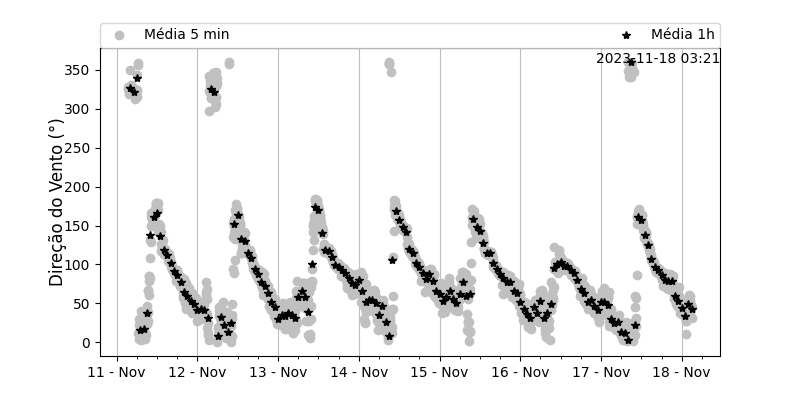 Média 5 min
Média 1h
2023-11-18 03:21
Direção do Vento (°)
350
300
250
200
150
100
50
0
11 - Nov
12 - Nov
13 - Nov
14 - Nov
15 - Nov
16 - Nov
17 - Nov
18 - Nov